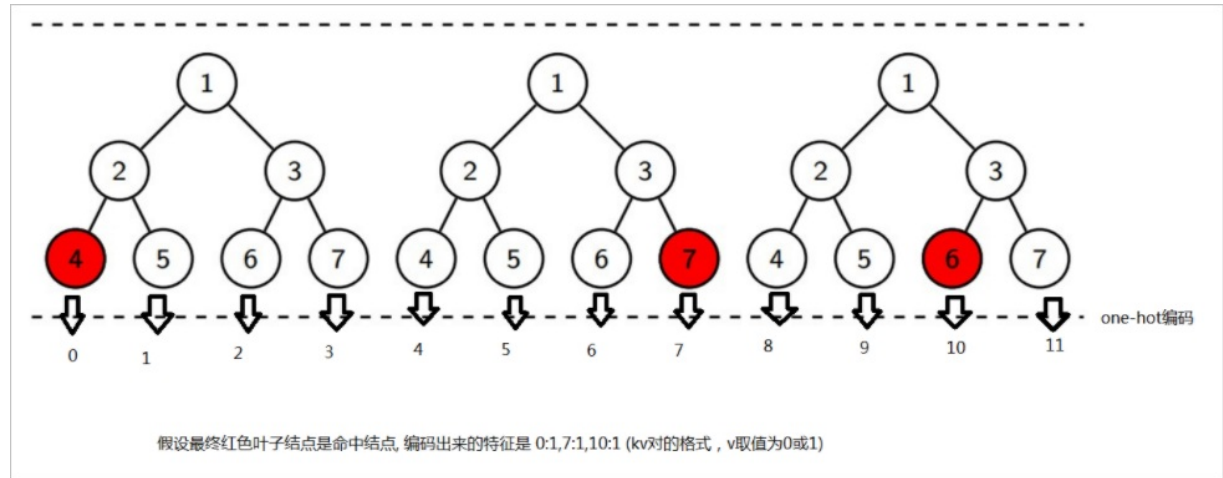 1 1 1
2 3 2 3 2 3
4 5 6 7 4 5 6 7 4 5 6 7
one-hot编码
0 1 2 3 4 5 6 7 8 9 10 11
假设最终红色叶子结点是命中结点, 编码出来的特征是 0:1,7:1,10:1 (kv对的格式，v取值为0或1)